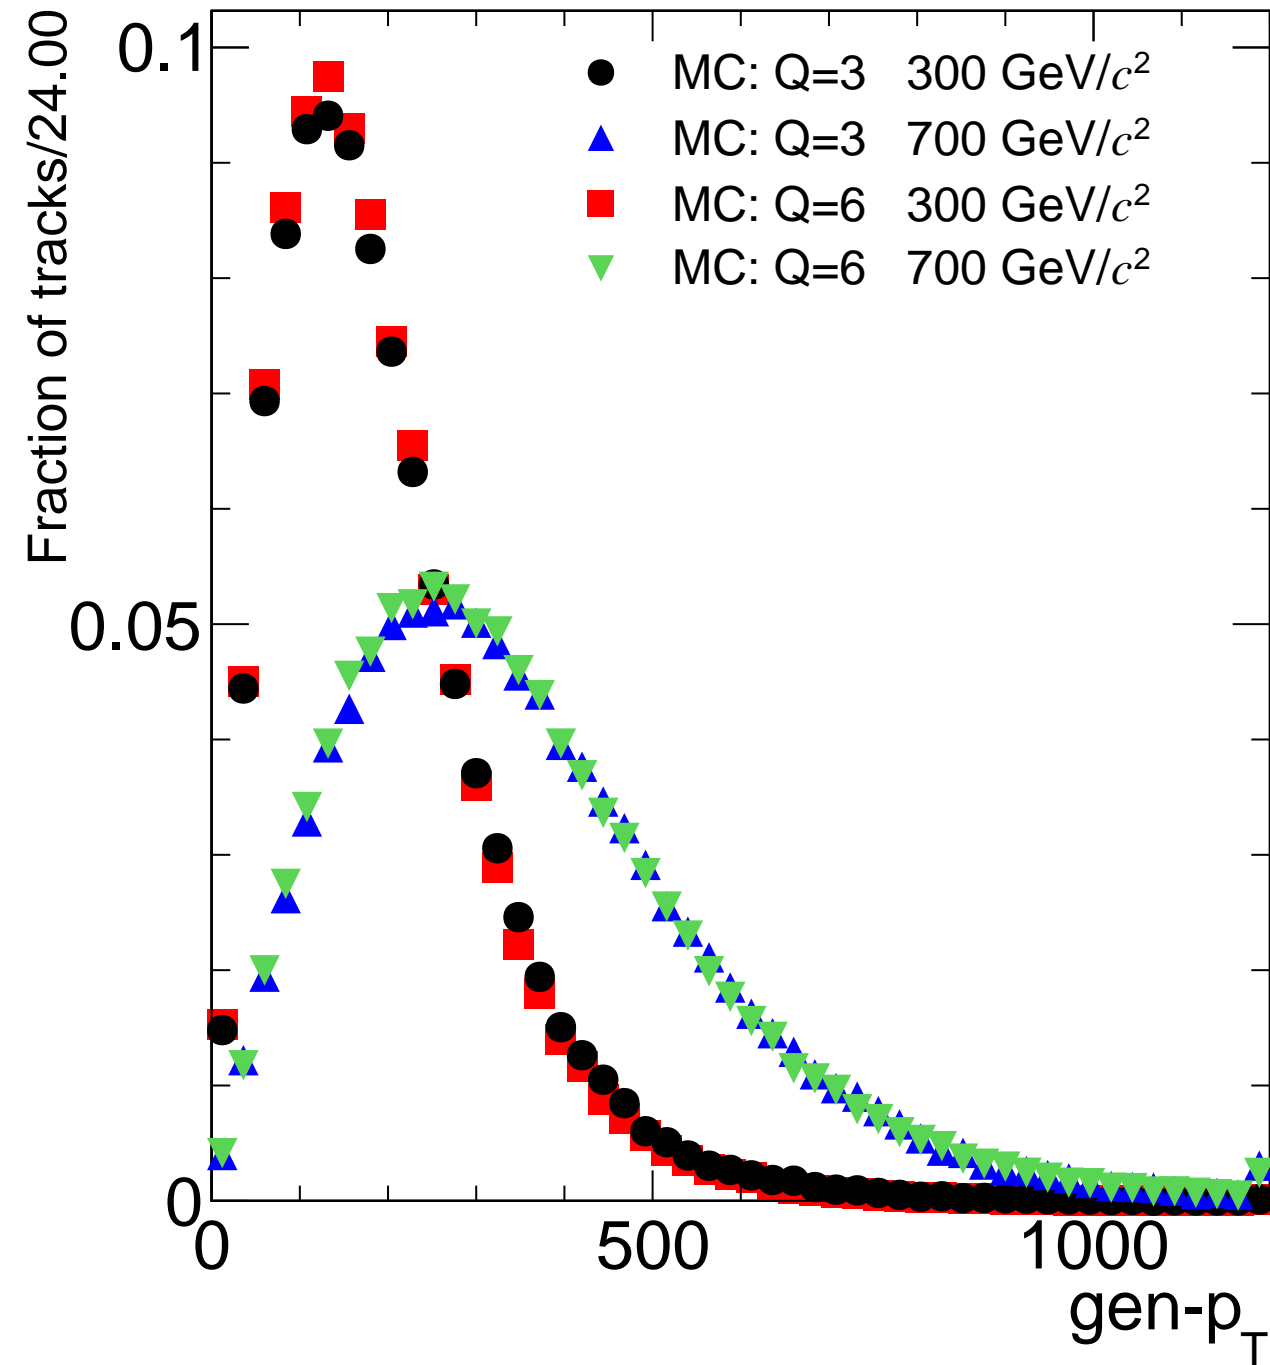 Fraction of tracks/24.00
0.1
0.05
0
MC: Q=3 300 GeV/c²
MC: Q=3 700 GeV/c²
MC: Q=6 300 GeV/c²
MC: Q=6 700 GeV/c²
0 500 1000
gen-p_T